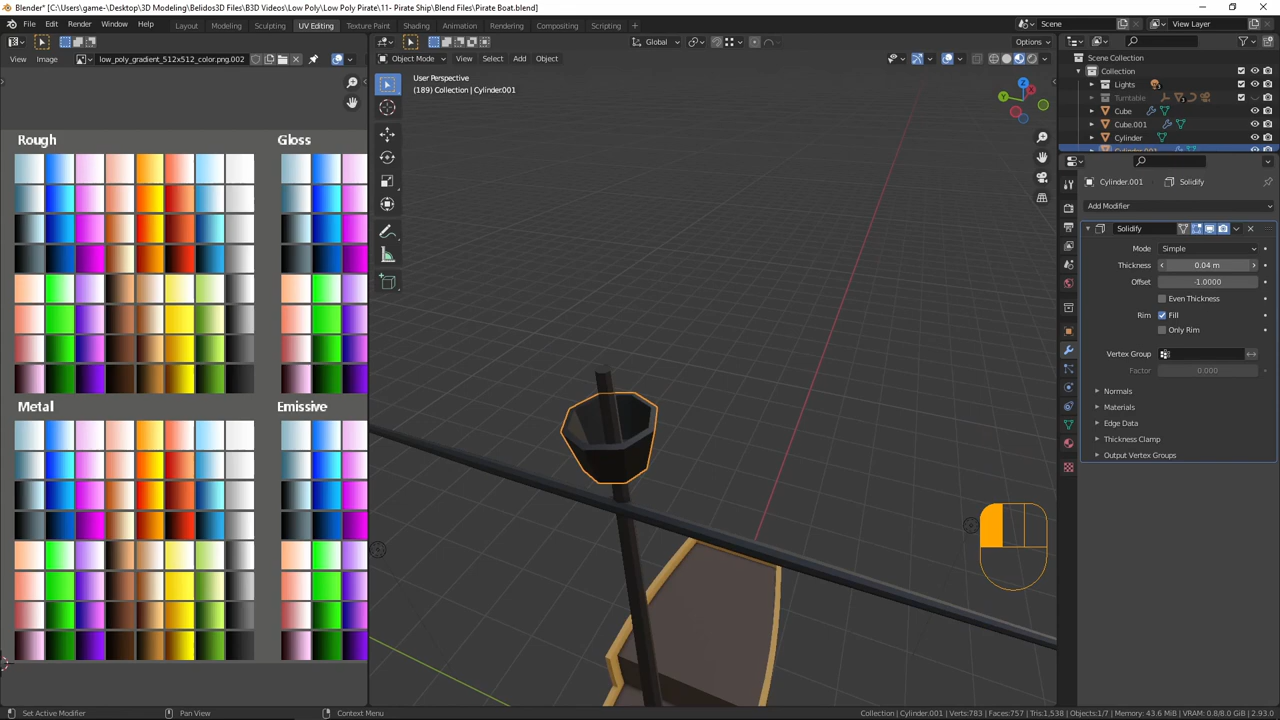 Blender* [C:\Users\game-\Desktop\3D Modeling\Belidos3D Files\B3D Videos\Low Poly\Low Poly Pirate\11- Pirate Ship\Blend Files\Pirate Boat.blend]
File Edit Render Window Help Layout Modeling Sculpting UV Editing Texture Paint Shading Animation Rendering Compositing Scripting Scene View Layer
Global Options
View Image low_poly_gradient_512x512_color.png.002 Object Mode View Select Add Object
Scene Collection
Collection
Lights
Turntable
Cube
Cube.001
Cylinder
Cylinder.001
User Perspective
(189) Collection | Cylinder.001
Rough Gloss
Metal Emissive
Cylinder.001 Solidify
Add Modifier
Solidify
Mode Simple
Thickness 0.04 m
Offset -1.0000
Even Thickness
Rim Fill
Only Rim
Vertex Group
Factor 0.000
Normals
Materials
Edge Data
Thickness Clamp
Output Vertex Groups
X
Y
Z
Set Active Modifier Pan View Context Menu Collection | Cylinder.001 | Verts:783 | Faces:757 | Tris:1,538 | Objects:1/7 | Memory: 43.6 MiB | VRAM: 0.8/8.0 GiB | 2.93.0